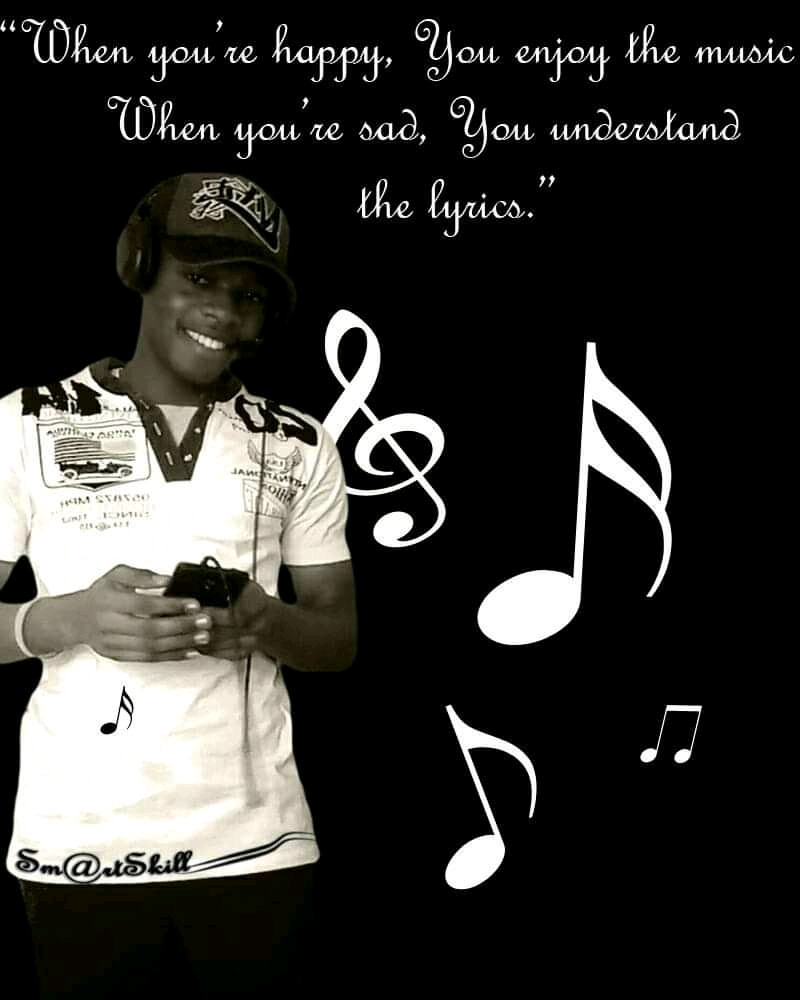 “When you're happy, You enjoy the music
When you're sad, You understand
the lyrics.”
Sm@rtSkill